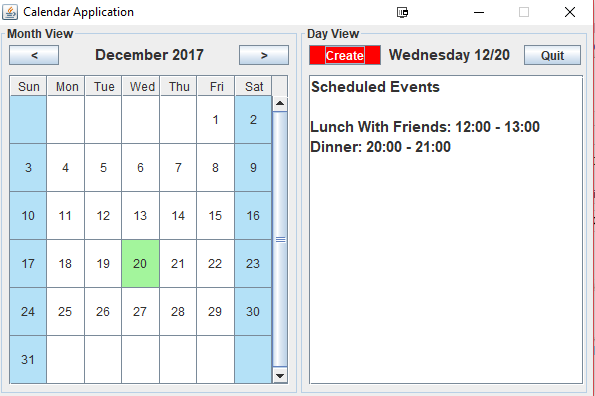 Calendar Application
Month View
< December 2017 >
Sun Mon Tue Wed Thu Fri Sat
1 2
3 4 5 6 7 8 9
10 11 12 13 14 15 16
17 18 19 20 21 22 23
24 25 26 27 28 29 30
31
Day View
Create Wednesday 12/20 Quit
Scheduled Events
Lunch With Friends: 12:00 - 13:00
Dinner: 20:00 - 21:00